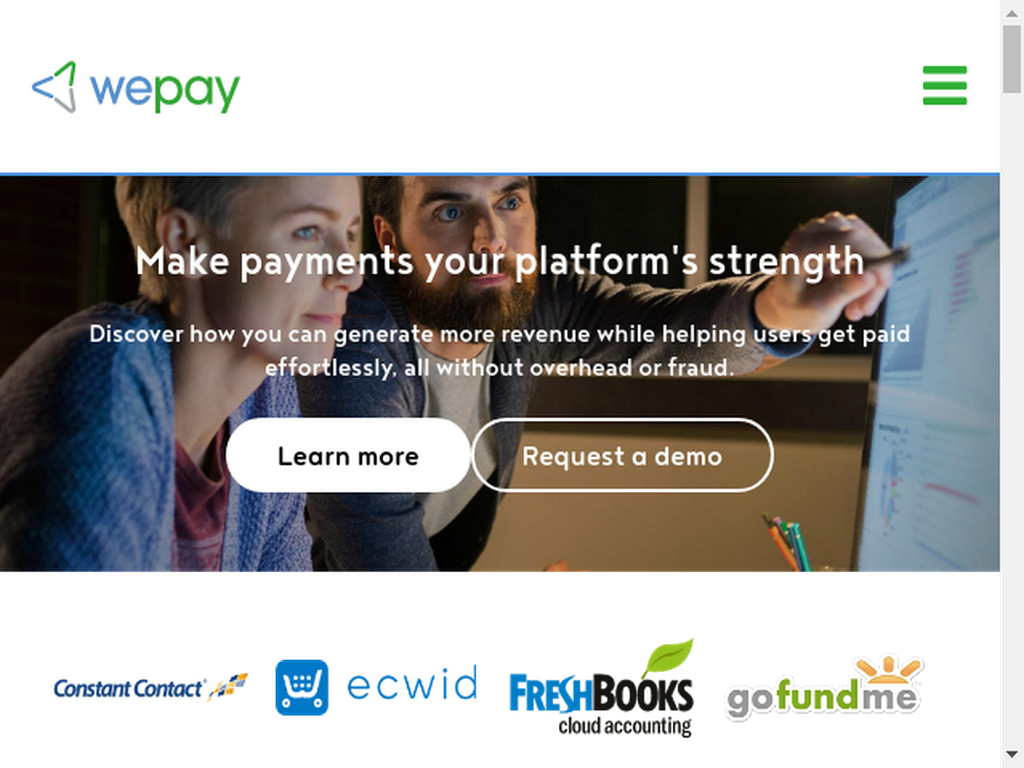 wepay
Make payments your platform's strength
Discover how you can generate more revenue while helping users get paid
effortlessly, all without overhead or fraud.
Learn more
Request a demo
Constant Contact®
ecwid
FRESHBOOKS
cloud accounting
gofundme